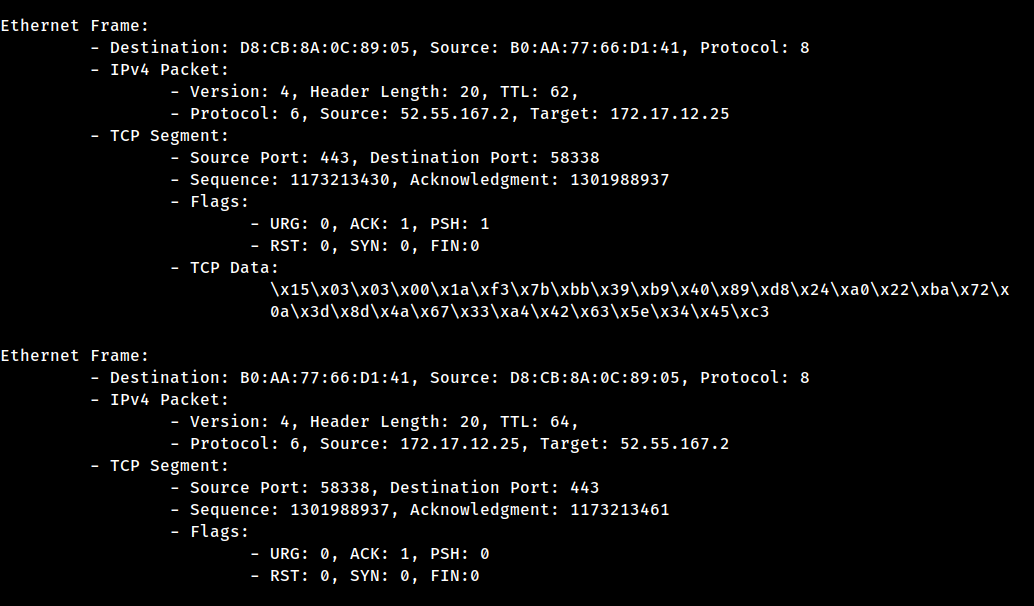 Ethernet Frame:
- Destination: D8:CB:8A:0C:89:05, Source: B0:AA:77:66:D1:41, Protocol: 8
- IPv4 Packet:
- Version: 4, Header Length: 20, TTL: 62,
- Protocol: 6, Source: 52.55.167.2, Target: 172.17.12.25
- TCP Segment:
- Source Port: 443, Destination Port: 58338
- Sequence: 1173213430, Acknowledgment: 1301988937
- Flags:
- URG: 0, ACK: 1, PSH: 1
- RST: 0, SYN: 0, FIN:0
- TCP Data:
\x15\x03\x03\x00\x1a\xf3\x7b\xbb\x39\xb9\x40\x89\xd8\x24\xa0\x22\xba\x72\x
0a\x3d\x8d\x4a\x67\x33\xa4\x42\x63\x5e\x34\x45\xc3
Ethernet Frame:
- Destination: B0:AA:77:66:D1:41, Source: D8:CB:8A:0C:89:05, Protocol: 8
- IPv4 Packet:
- Version: 4, Header Length: 20, TTL: 64,
- Protocol: 6, Source: 172.17.12.25, Target: 52.55.167.2
- TCP Segment:
- Source Port: 58338, Destination Port: 443
- Sequence: 1301988937, Acknowledgment: 1173213461
- Flags:
- URG: 0, ACK: 1, PSH: 0
- RST: 0, SYN: 0, FIN:0